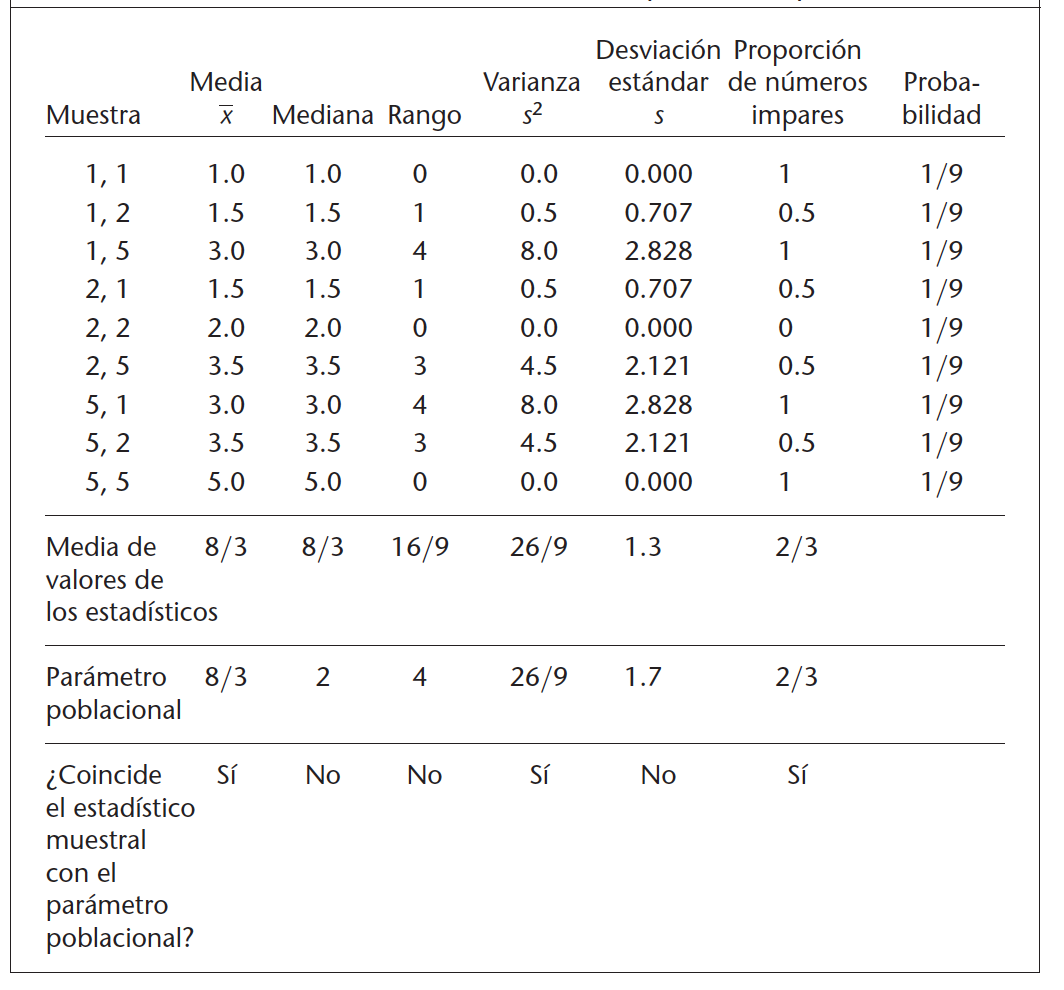 Desviación Proporción
Media Varianza estándar de números Proba-
Muestra x̅ Mediana Rango s² s impares bilidad
1, 1 1.0 1.0 0 0.0 0.000 1 1/9
1, 2 1.5 1.5 1 0.5 0.707 0.5 1/9
1, 5 3.0 3.0 4 8.0 2.828 1 1/9
2, 1 1.5 1.5 1 0.5 0.707 0.5 1/9
2, 2 2.0 2.0 0 0.0 0.000 0 1/9
2, 5 3.5 3.5 3 4.5 2.121 0.5 1/9
5, 1 3.0 3.0 4 8.0 2.828 1 1/9
5, 2 3.5 3.5 3 4.5 2.121 0.5 1/9
5, 5 5.0 5.0 0 0.0 0.000 1 1/9
Media de 8/3 8/3 16/9 26/9 1.3 2/3
valores de
los estadísticos
Parámetro 8/3 2 4 26/9 1.7 2/3
poblacional
¿Coincide Sí No No Sí No Sí
el estadístico
muestral
con el
parámetro
poblacional?